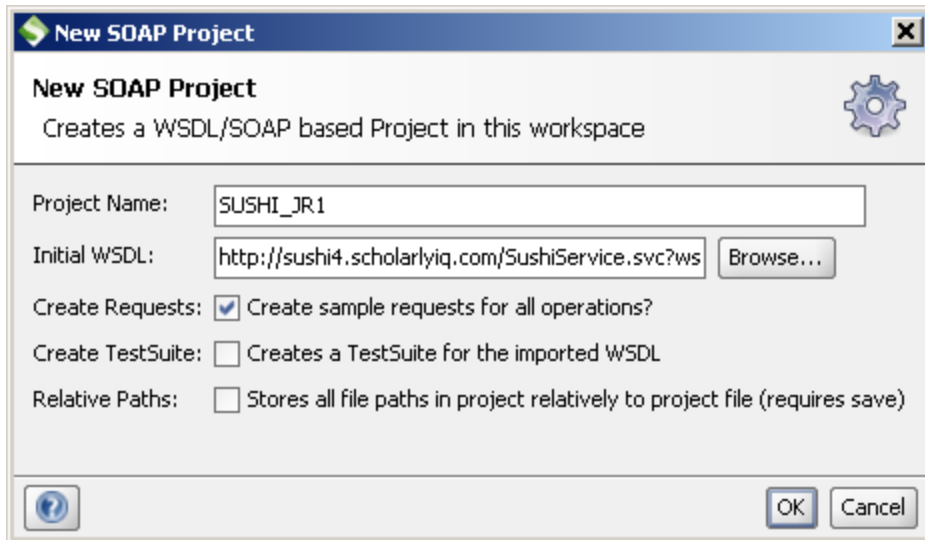 New SOAP Project
New SOAP Project
Creates a WSDL/SOAP based Project in this workspace
Project Name: SUSHI_JR1
Initial WSDL: http://sushi4.scholarlyiq.com/SushiService.svc?ws Browse...
Create Requests: Create sample requests for all operations?
Create TestSuite: Creates a TestSuite for the imported WSDL
Relative Paths: Stores all file paths in project relatively to project file (requires save)
? OK Cancel